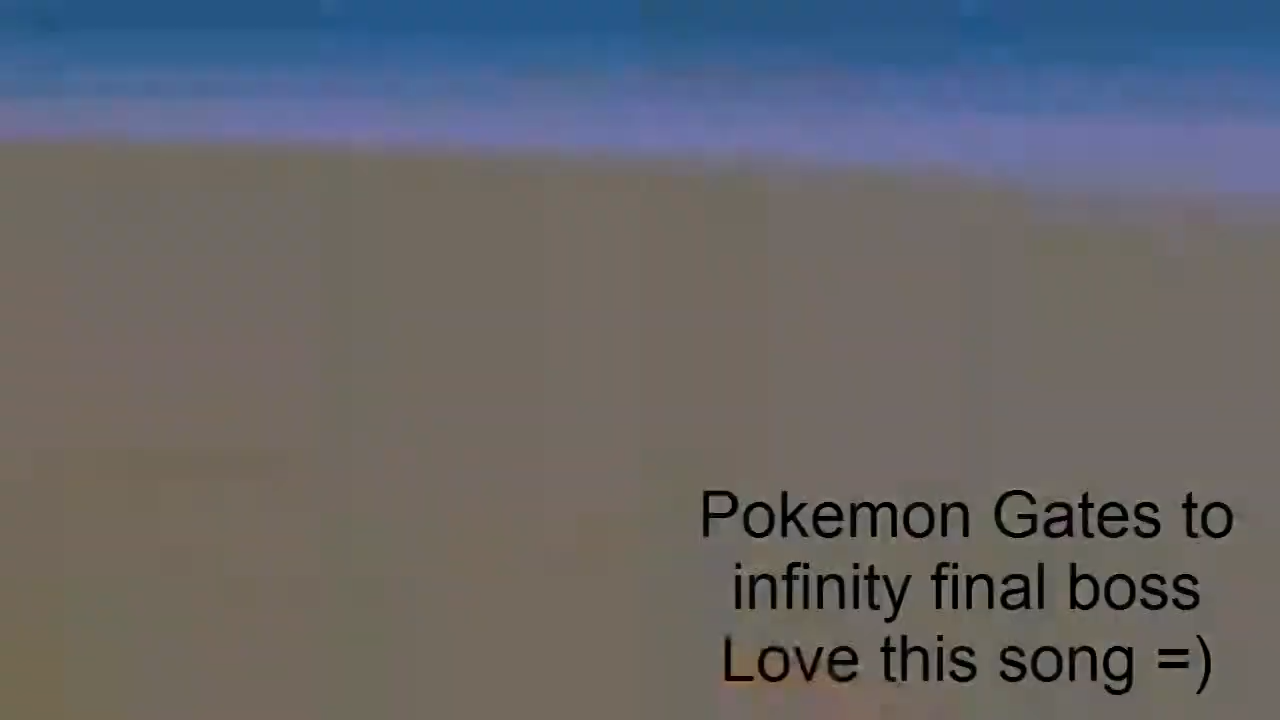 Pokemon Gates to
infinity final boss
Love this song =)